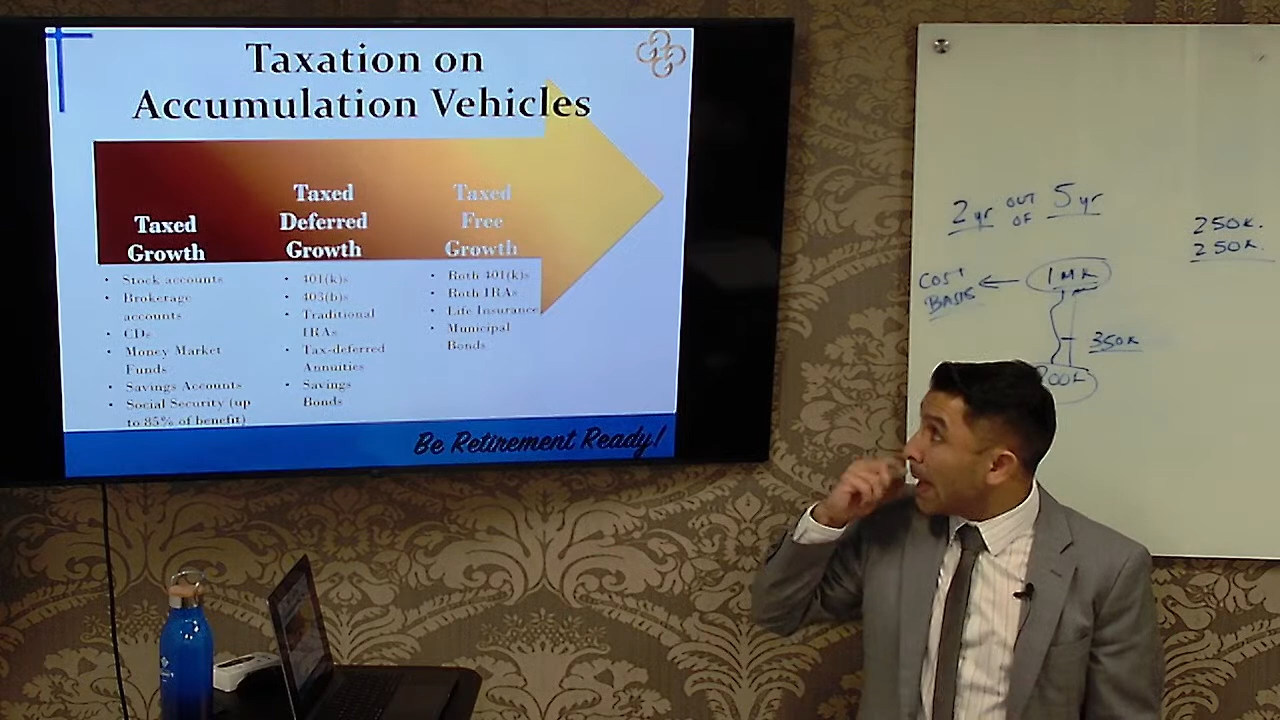 Taxation on
Accumulation Vehicles
Taxed
Growth
Taxed
Deferred
Growth
Taxed
Free
Growth
• Stock accounts
• Brokerage
accounts
• CDs
• Money Market
Funds
• Savings Accounts
• Social Security (up
to 85% of benefit)
• 401(k)s
• 403(b)s
• Traditional
IRAs
• Tax-deferred
Annuities
• Savings
Bonds
• Roth 401(k)s
• Roth IRAs
• Life Insurance
• Municipal
Bonds
Be Retirement Ready!
2 yr OUT OF 5 yr
250K.
250K.
COST
BASIS
350K